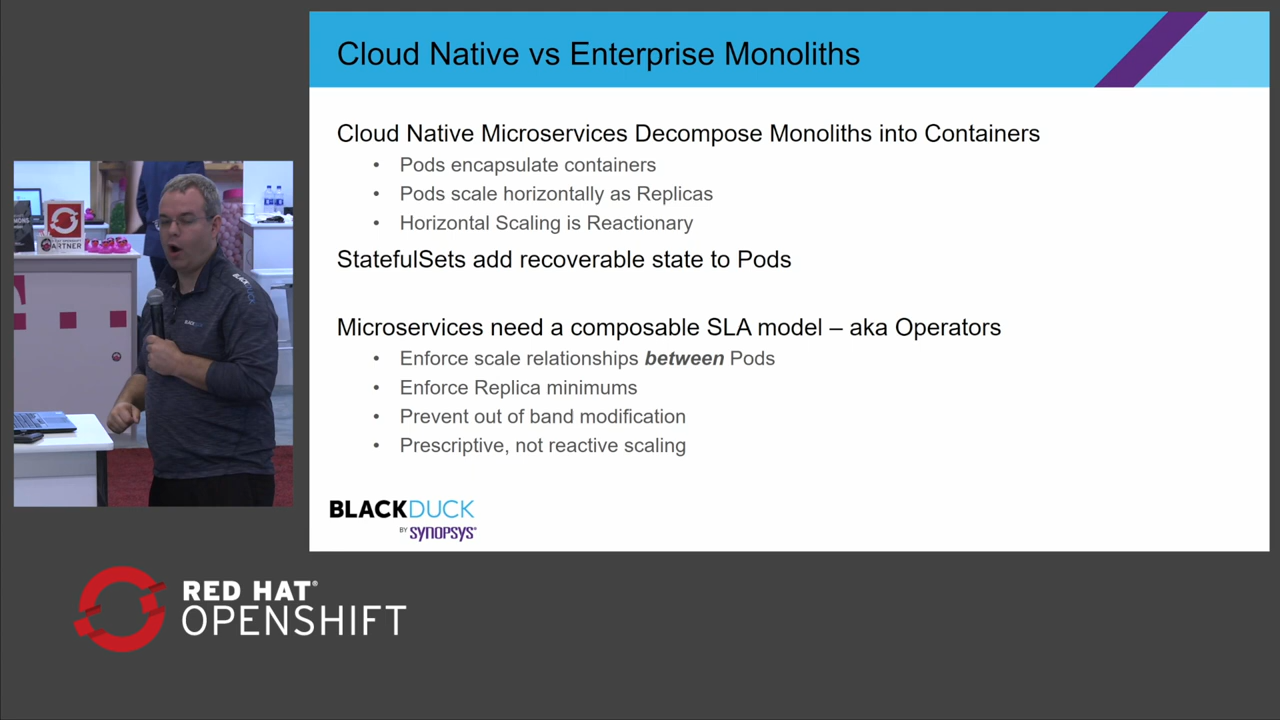 Cloud Native vs Enterprise Monoliths
Cloud Native Microservices Decompose Monoliths into Containers
• Pods encapsulate containers
• Pods scale horizontally as Replicas
• Horizontal Scaling is Reactionary
StatefulSets add recoverable state to Pods
Microservices need a composable SLA model – aka Operators
• Enforce scale relationships between Pods
• Enforce Replica minimums
• Prevent out of band modification
• Prescriptive, not reactive scaling
BLACKDUCK
BY SYNOPSYS®
BLACKDUCK
RED HAT®
OPENSHIFT